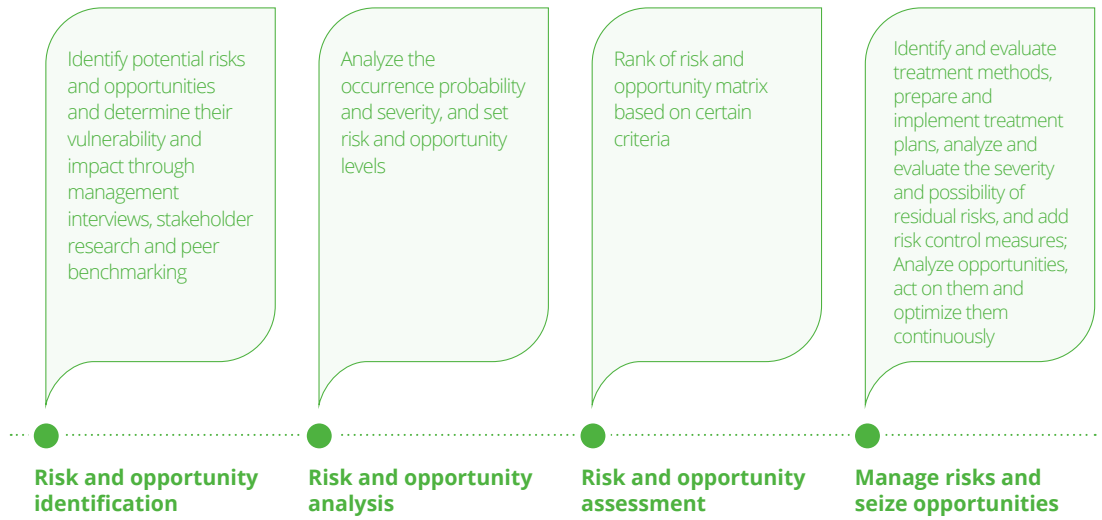 Identify potential risks
and opportunities
and determine their
vulnerability and
impact through
management
interviews, stakeholder
research and peer
benchmarking
Analyze the
occurrence probability
and severity, and set
risk and opportunity
levels
Rank of risk and
opportunity matrix
based on certain
criteria
Identify and evaluate
treatment methods,
prepare and
implement treatment
plans, analyze and
evaluate the severity
and possibility of
residual risks, and add
risk control measures;
Analyze opportunities,
act on them and
optimize them
continuously
Risk and opportunity
identification
Risk and opportunity
analysis
Risk and opportunity
assessment
Manage risks and
seize opportunities